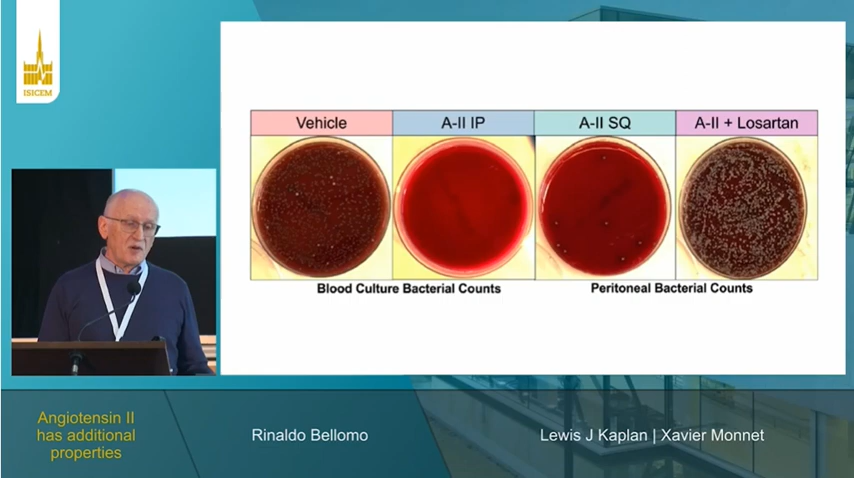 ISICEM
Vehicle
A-II IP
A-II SQ
A-II + Losartan
Blood Culture Bacterial Counts
Peritoneal Bacterial Counts
Angiotensin II
has additional
properties
Rinaldo Bellomo
Lewis J Kaplan | Xavier Monnet